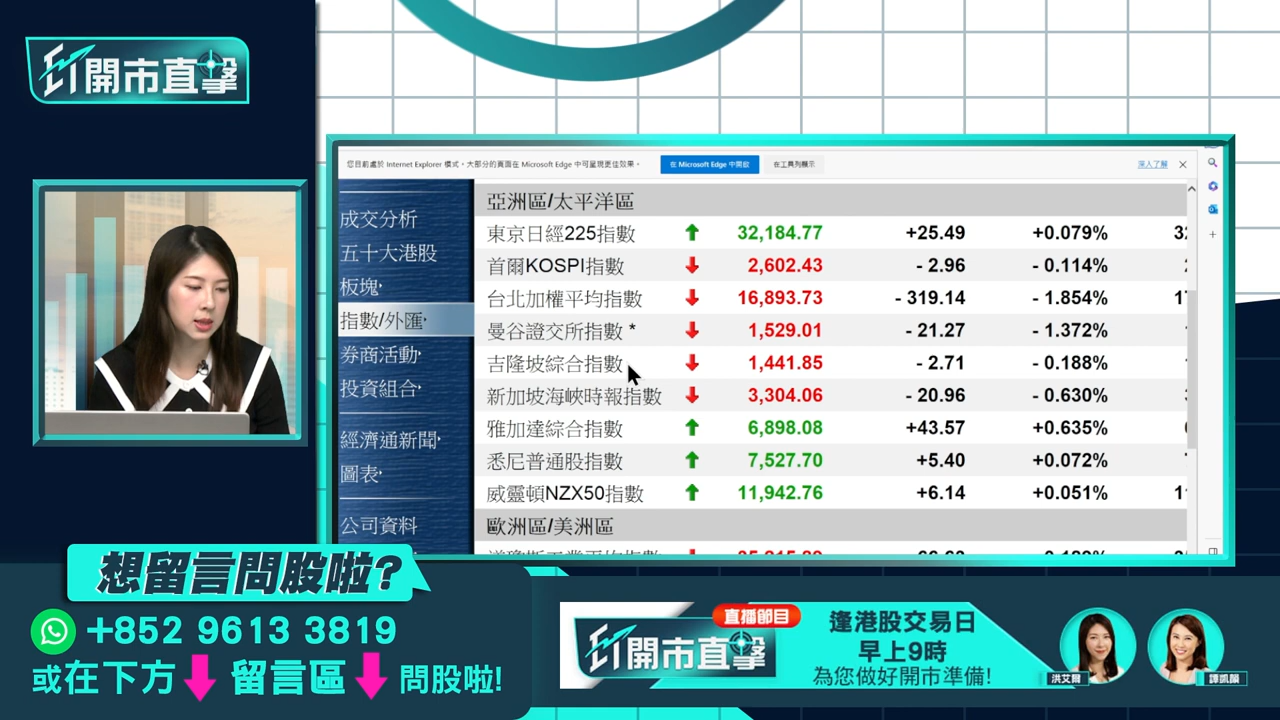 ET開市直擊
您目前處於 Internet Explorer 模式。大部分的頁面在 Microsoft Edge 中可呈現更佳效果。 在 Microsoft Edge 中開啟 在工具列顯示 深入了解
成交分析
五十大港股
板塊
指數/外匯
券商活動
投資組合
經濟通新聞
圖表
公司資料
亞洲區/太平洋區
東京日經225指數 32,184.77 +25.49 +0.079%
首爾KOSPI指數 2,602.43 - 2.96 - 0.114%
台北加權平均指數 16,893.73 - 319.14 - 1.854%
曼谷證交所指數 * 1,529.01 - 21.27 - 1.372%
吉隆坡綜合指數 1,441.85 - 2.71 - 0.188%
新加坡海峽時報指數 3,304.06 - 20.96 - 0.630%
雅加達綜合指數 6,898.08 +43.57 +0.635%
悉尼普通股指數 7,527.70 +5.40 +0.072%
威靈頓NZX50指數 11,942.76 +6.14 +0.051%
歐洲區/美洲區
想留言問股啦?
+852 9613 3819
或在下方 留言區 問股啦!
直播節目
ET開市直擊
逢港股交易日
早上9時
為您做好開市準備!
洪艾爾
譚凱韻